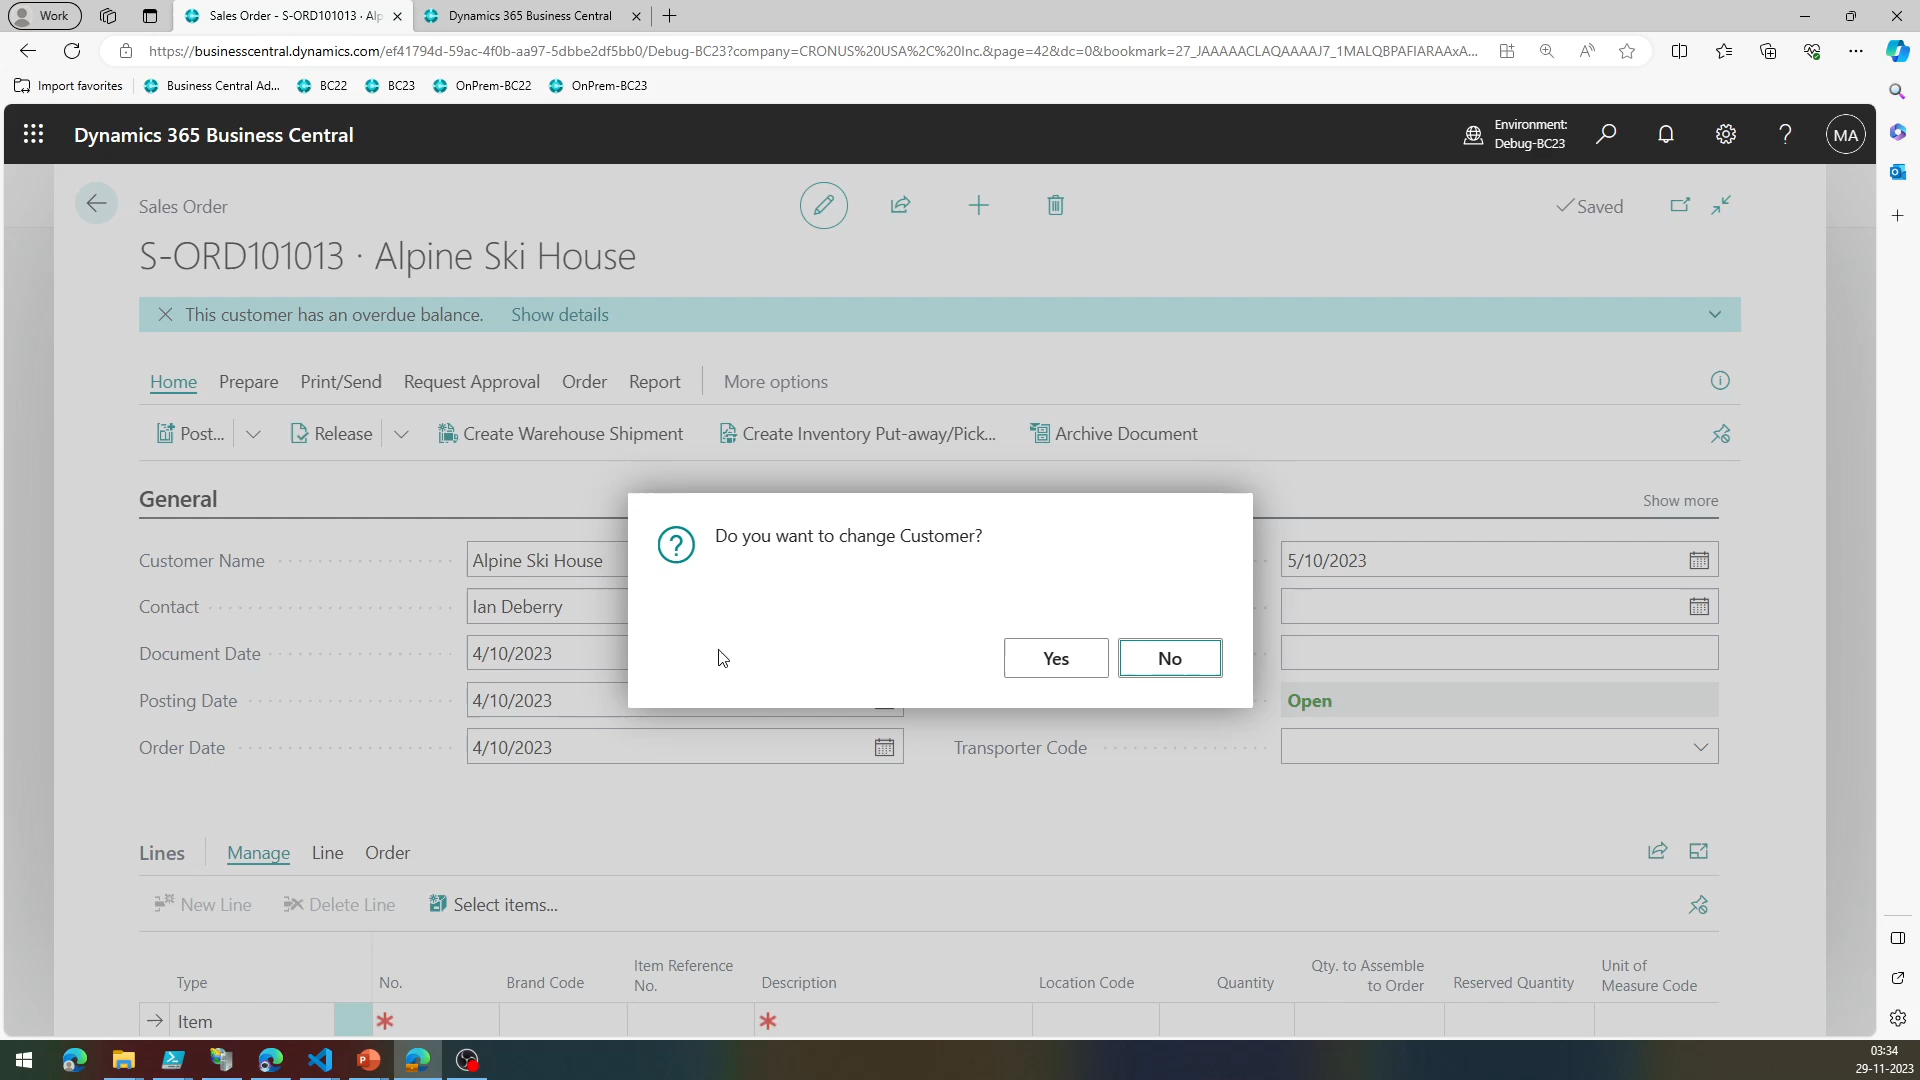 Work
Sales Order - S-ORD101013 · Alp
Dynamics 365 Business Central
https://businesscentral.dynamics.com/ef41794d-59ac-4f0b-aa97-5dbbe2df5bb0/Debug-BC23?company=CRONUS%20USA%2C%20Inc.&page=42&dc=0&bookmark=27_JAAAAACLAQAAAAJ7_1MALQBPAFIARAAxA...
Import favorites
Business Central Ad...
BC22
BC23
OnPrem-BC22
OnPrem-BC23
Dynamics 365 Business Central
Environment:
Debug-BC23
MA
Sales Order
Saved
S-ORD101013 · Alpine Ski House
This customer has an overdue balance. Show details
Home Prepare Print/Send Request Approval Order Report More options
Post... Release Create Warehouse Shipment Create Inventory Put-away/Pick... Archive Document
General
Show more
Do you want to change Customer?
Yes
No
Customer Name
Alpine Ski House
5/10/2023
Contact
Ian Deberry
Document Date
4/10/2023
Posting Date
4/10/2023
Open
Order Date
4/10/2023
Transporter Code
Lines Manage Line Order
New Line Delete Line Select items...
Type
No.
Brand Code
Item Reference
No.
Description
Location Code
Quantity
Qty. to Assemble
to Order
Reserved Quantity
Unit of
Measure Code
Item
03:34
29-11-2023